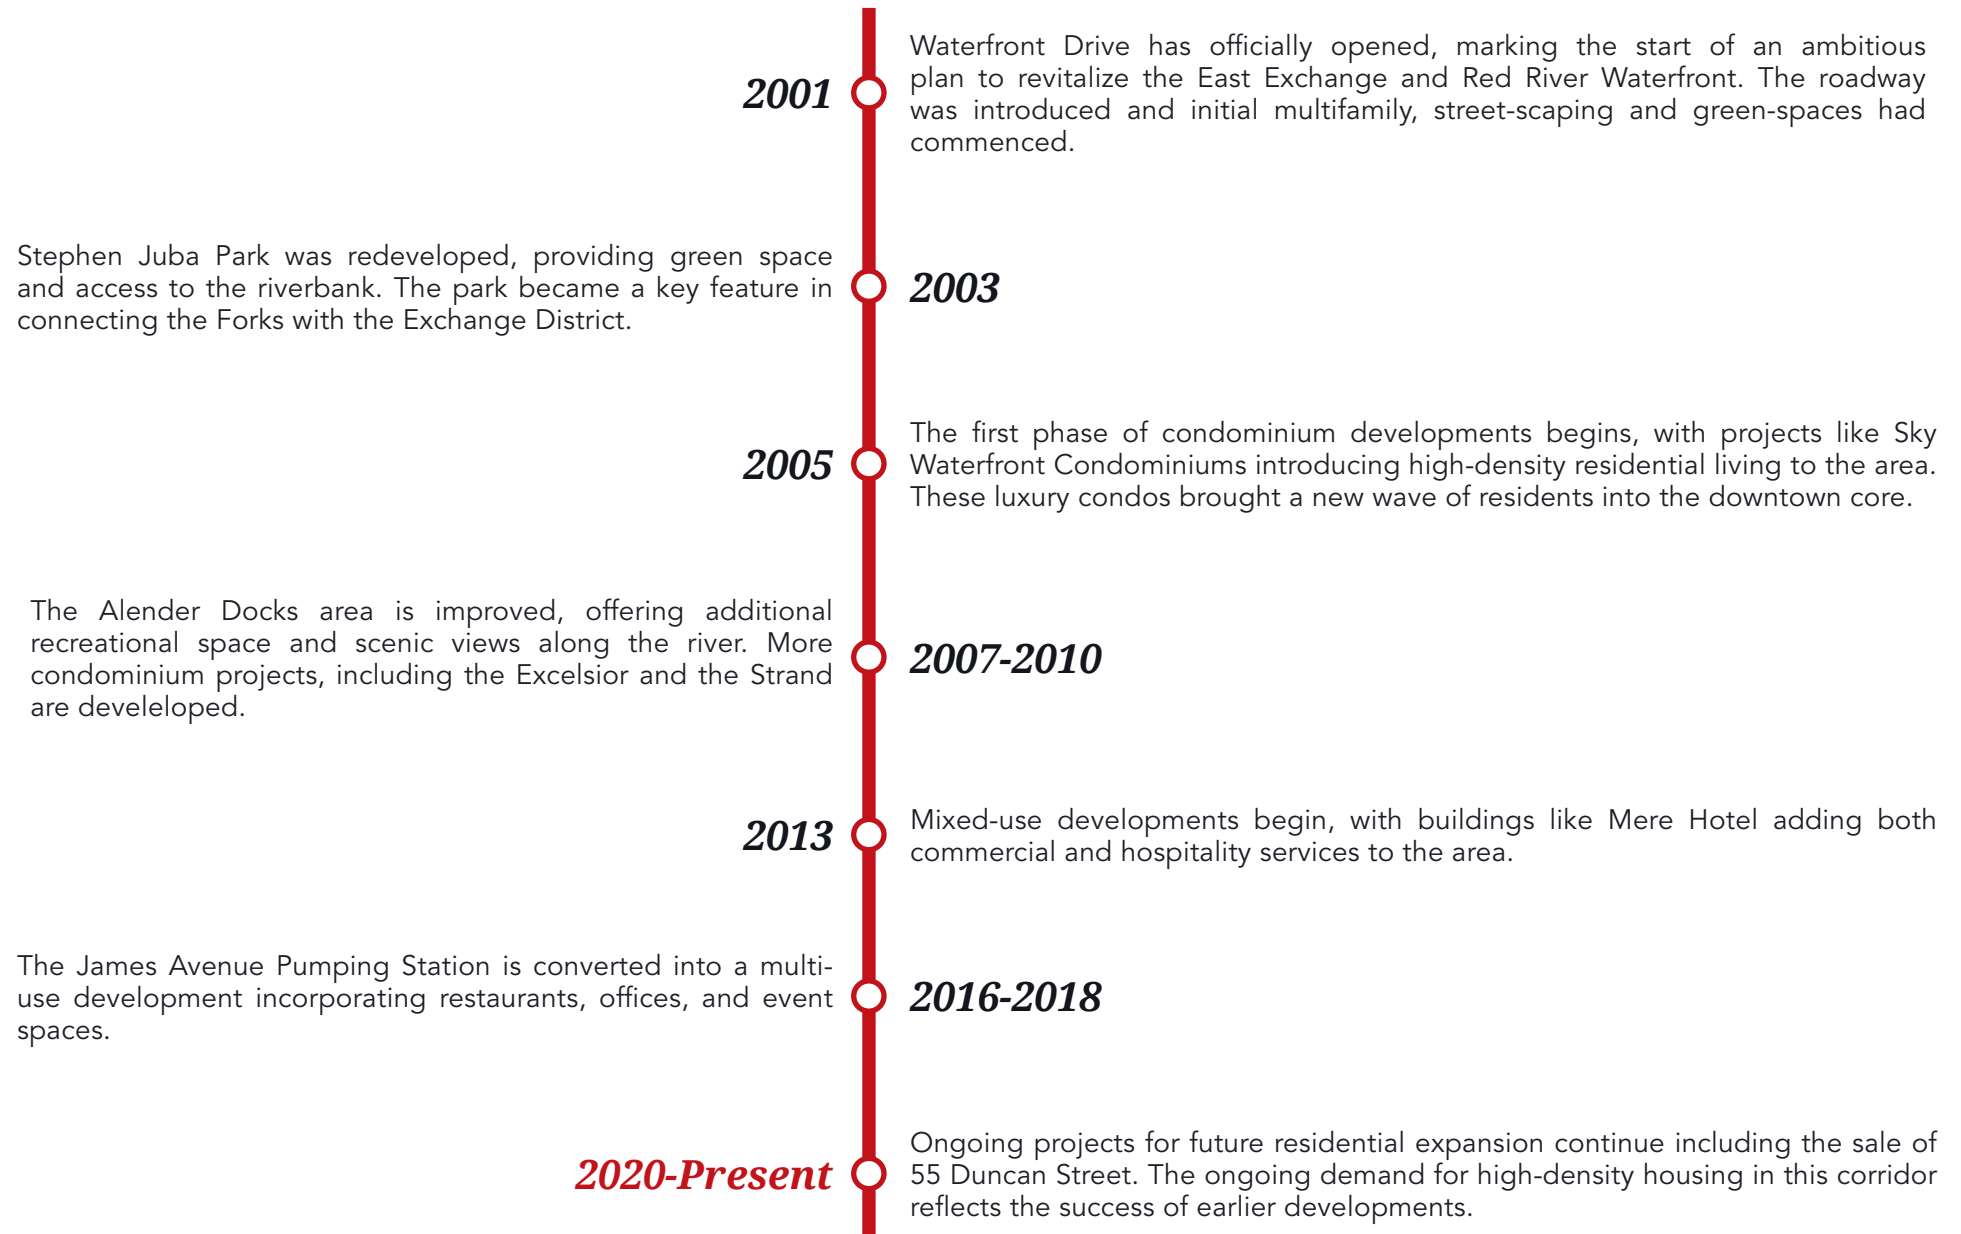 2001
Waterfront Drive has officially opened, marking the start of an ambitious
plan to revitalize the East Exchange and Red River Waterfront. The roadway
was introduced and initial multifamily, street-scaping and green-spaces had
commenced.
Stephen Juba Park was redeveloped, providing green space
and access to the riverbank. The park became a key feature in
connecting the Forks with the Exchange District.
2003
2005
The first phase of condominium developments begins, with projects like Sky
Waterfront Condominiums introducing high-density residential living to the area.
These luxury condos brought a new wave of residents into the downtown core.
The Alender Docks area is improved, offering additional
recreational space and scenic views along the river. More
condominium projects, including the Excelsior and the Strand
are develeloped.
2007-2010
2013
Mixed-use developments begin, with buildings like Mere Hotel adding both
commercial and hospitality services to the area.
The James Avenue Pumping Station is converted into a multi-
use development incorporating restaurants, offices, and event
spaces.
2016-2018
2020-Present
Ongoing projects for future residential expansion continue including the sale of
55 Duncan Street. The ongoing demand for high-density housing in this corridor
reflects the success of earlier developments.